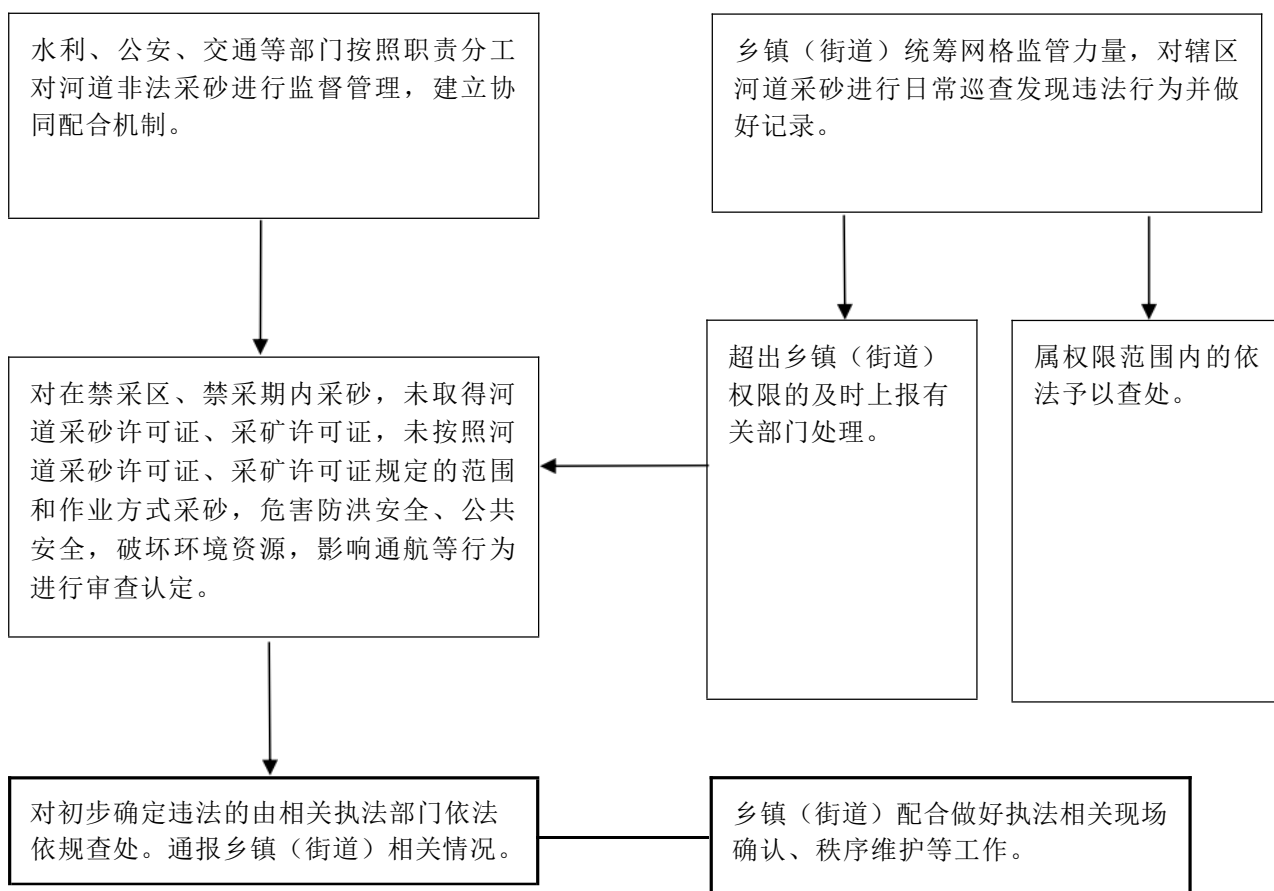 水利、公安、交通等部门按照职责分工
对河道非法采砂进行监督管理，建立协
同配合机制。
乡镇（街道）统筹网格监管力量，对辖区
河道采砂进行日常巡查发现违法行为并做
好记录。
对在禁采区、禁采期内采砂，未取得河
道采砂许可证、采矿许可证，未按照河
道采砂许可证、采矿许可证规定的范围
和作业方式采砂，危害防洪安全、公共
安全，破坏环境资源，影响通航等行为
进行审查认定。
超出乡镇（街道）
权限的及时上报有
关部门处理。
属权限范围内的依
法予以查处。
对初步确定违法的由相关执法部门依法
依规查处。通报乡镇（街道）相关情况。
乡镇（街道）配合做好执法相关现场
确认、秩序维护等工作。